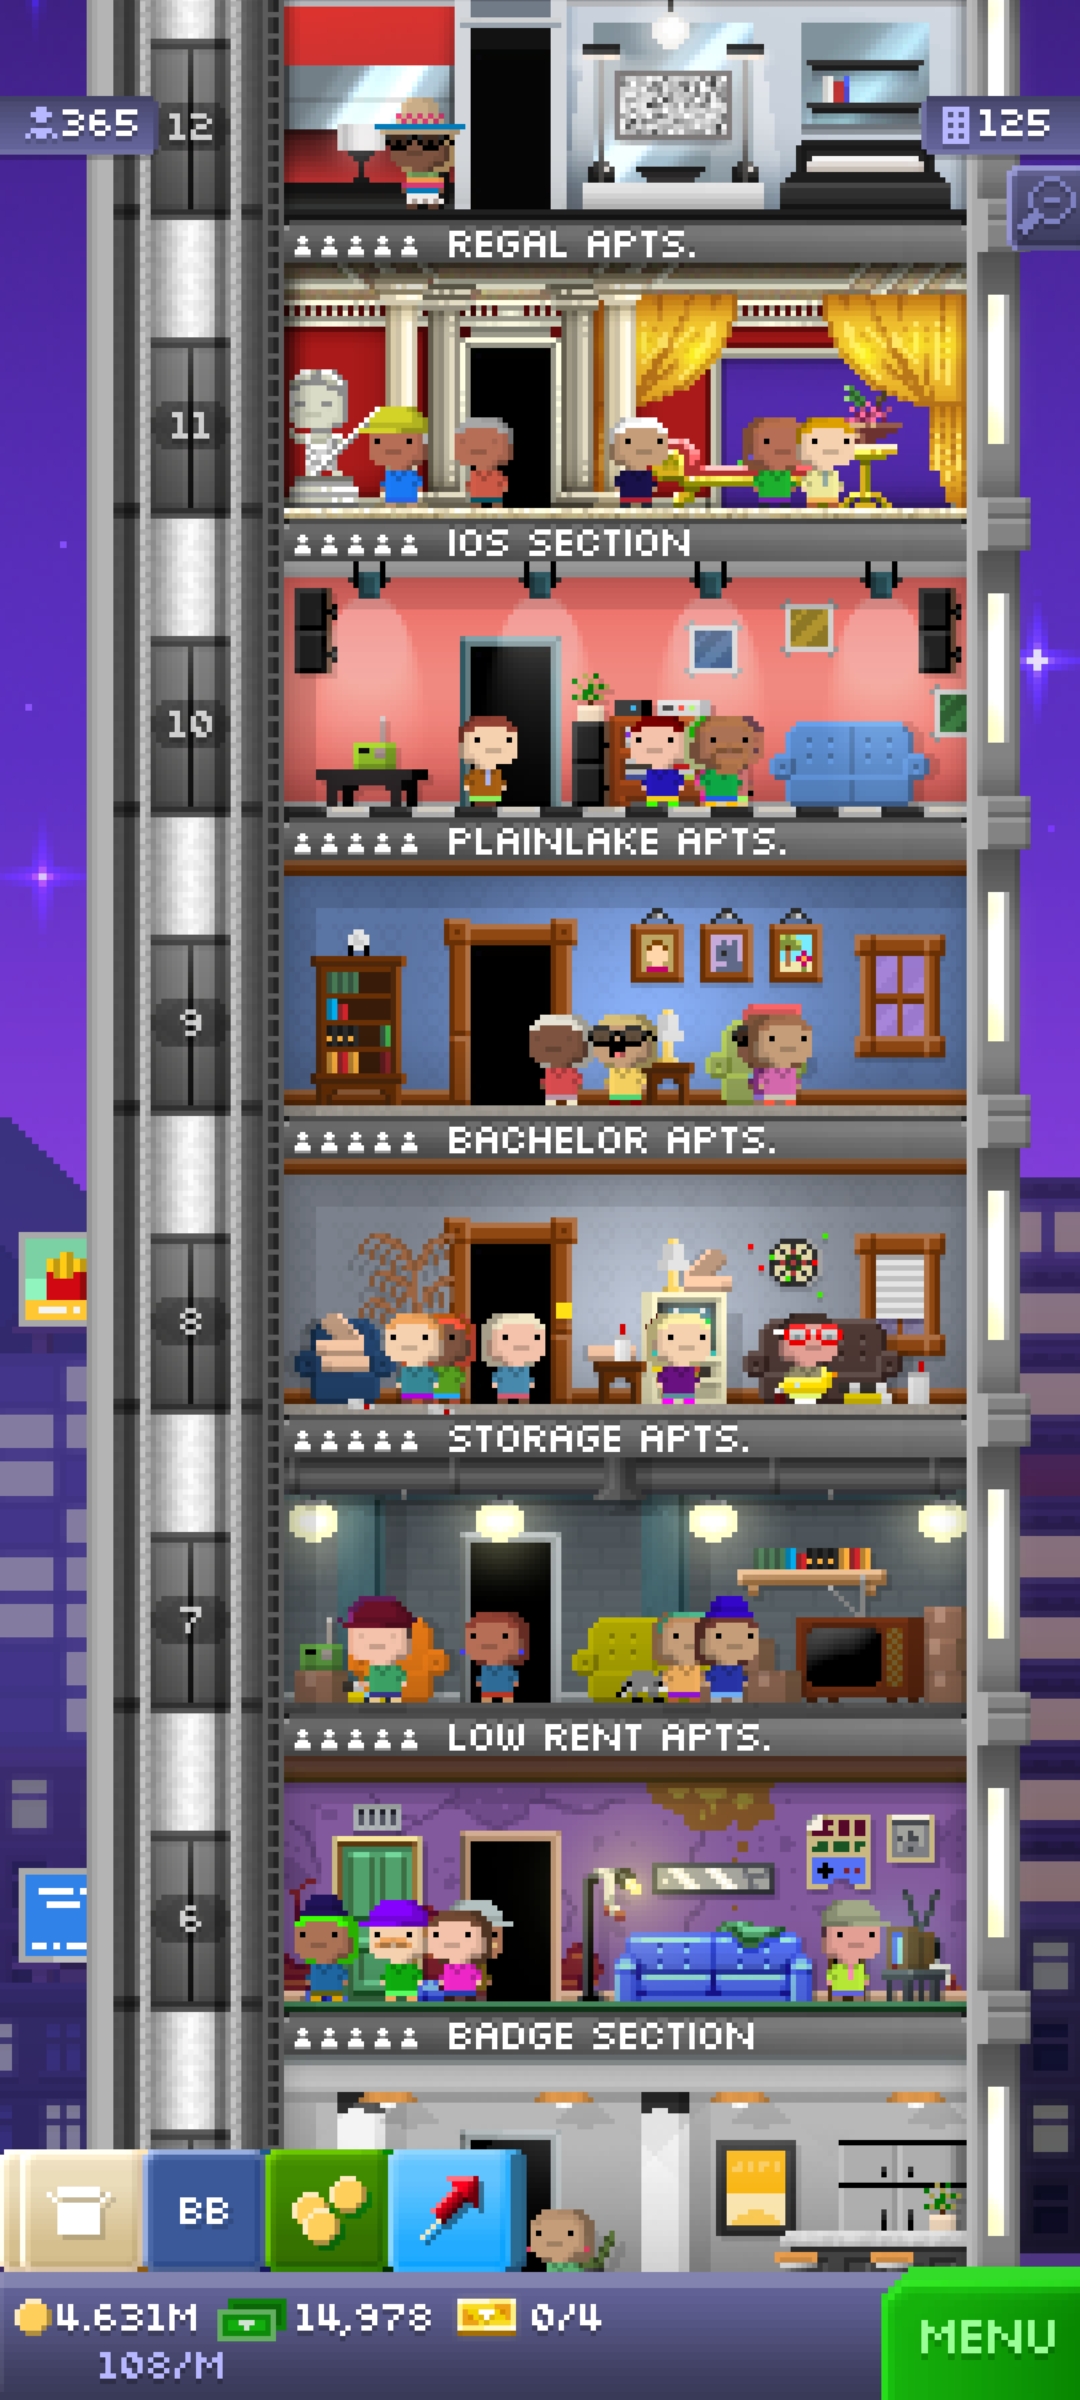 365
12
125
REGAL APTS.
11
IOS SECTION
10
PLAINLAKE APTS.
9
BACHELOR APTS.
8
STORAGE APTS.
7
LOW RENT APTS.
6
BADGE SECTION
BB
4.631M 14,978 0/4
108/M
MENU